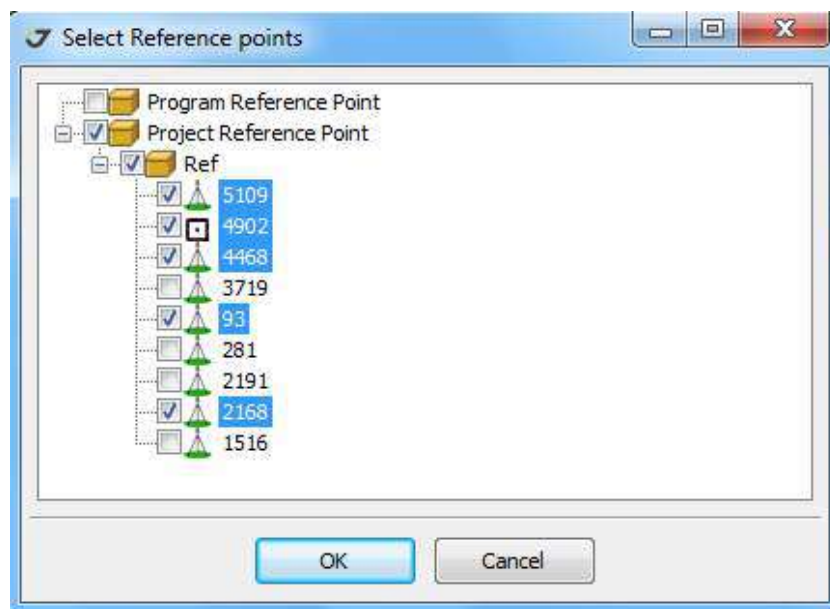 Select Reference points
Program Reference Point
Project Reference Point
Ref
5109
4902
4468
3719
93
281
2191
2168
1516
OK Cancel